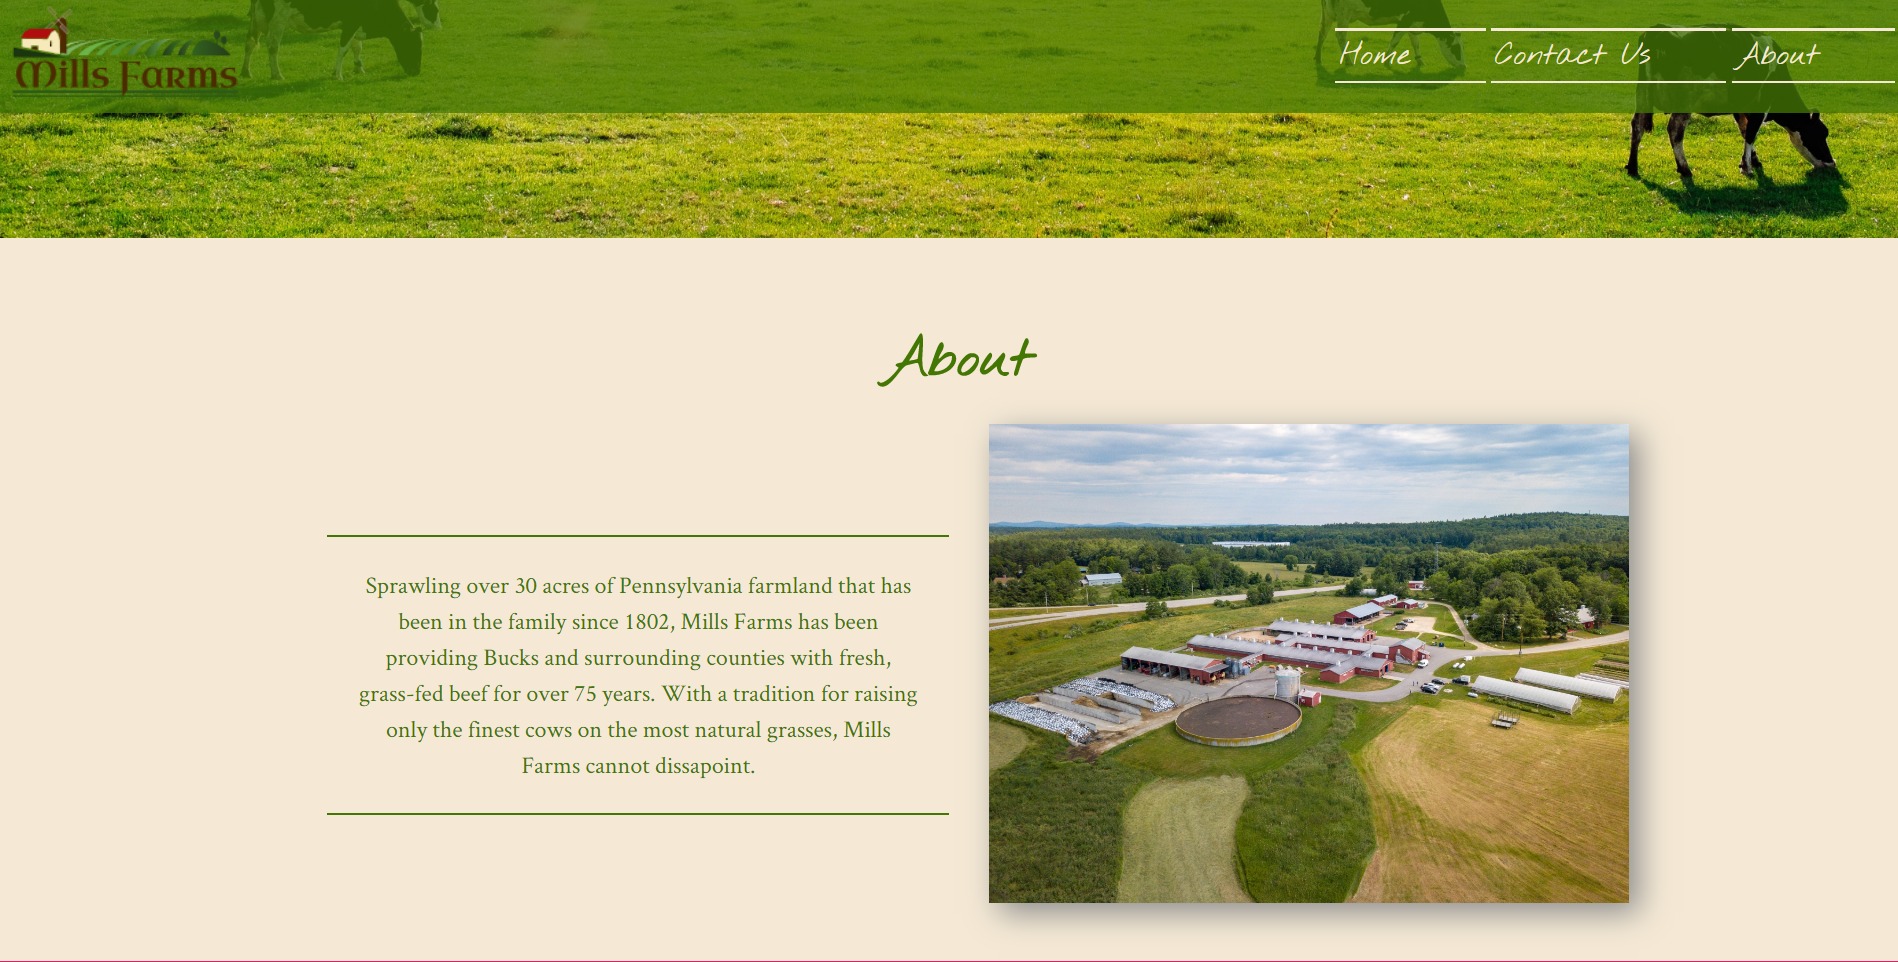 Mills Farms
Home
Contact Us
About
About
Sprawling over 30 acres of Pennsylvania farmland that has
been in the family since 1802, Mills Farms has been
providing Bucks and surrounding counties with fresh,
grass-fed beef for over 75 years. With a tradition for raising
only the finest cows on the most natural grasses, Mills
Farms cannot dissapoint.